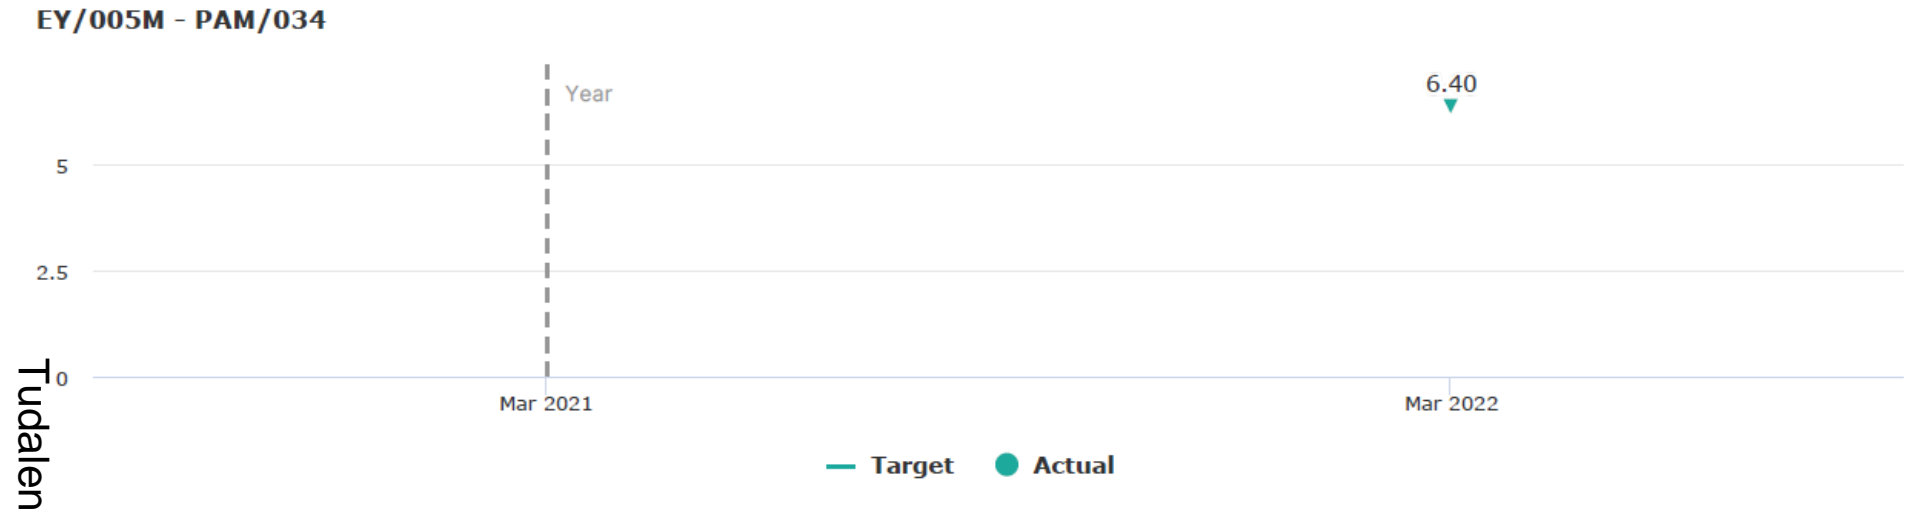 EY/005M - PAM/034
Year
6.40
5
2.5
0
Mar 2021
Mar 2022
Target
Actual
Tudalen